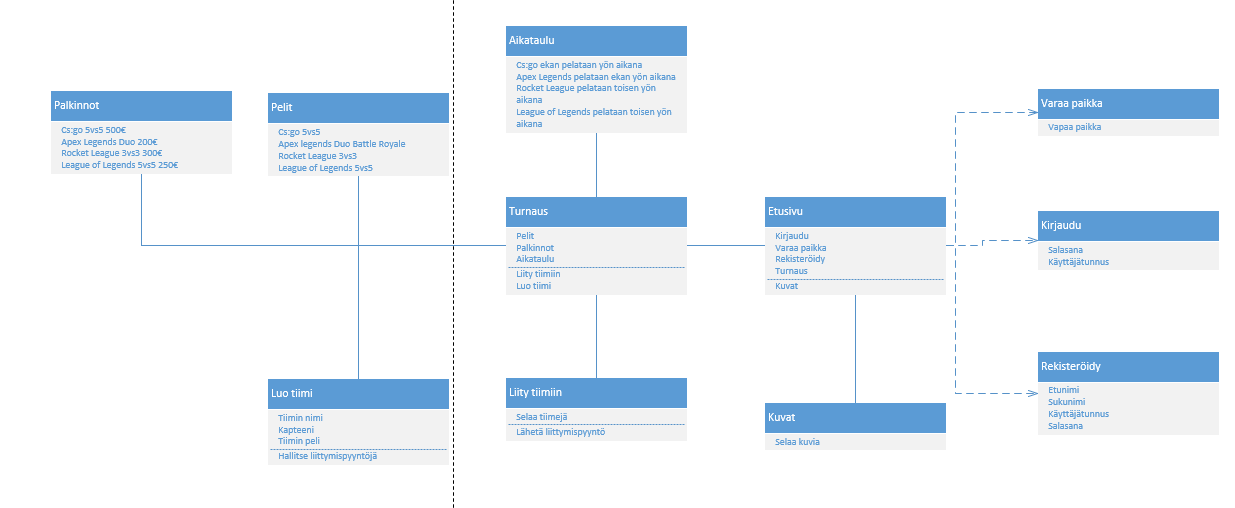 Palkinnot
Cs:go 5vs5 500€
Apex Legends Duo 200€
Rocket League 3vs3 300€
League of Legends 5vs5 250€
Pelit
Cs:go 5vs5
Apex legends Duo Battle Royale
Rocket League 3vs3
League of Legends 5vs5
Aikataulu
Cs:go ekan pelataan yön aikana
Apex Legends pelataan ekan yön aikana
Rocket League pelataan toisen yön
aikana
League of Legends pelataan toisen yön
aikana
Turnaus
Pelit
Palkinnot
Aikataulu
Liity tiimiin
Luo tiimi
Etusivu
Kirjaudu
Varaa paikka
Rekisteröidy
Turnaus
Kuvat
Varaa paikka
Vapaa paikka
Kirjaudu
Salasana
Käyttäjätunnus
Rekisteröidy
Etunimi
Sukunimi
Käyttäjätunnus
Salasana
Luo tiimi
Tiimin nimi
Kapteeni
Tiimin peli
Hallitse liittymispyyntöjä
Liity tiimiin
Selaa tiimejä
Lähetä liittymispyyntö
Kuvat
Selaa kuvia